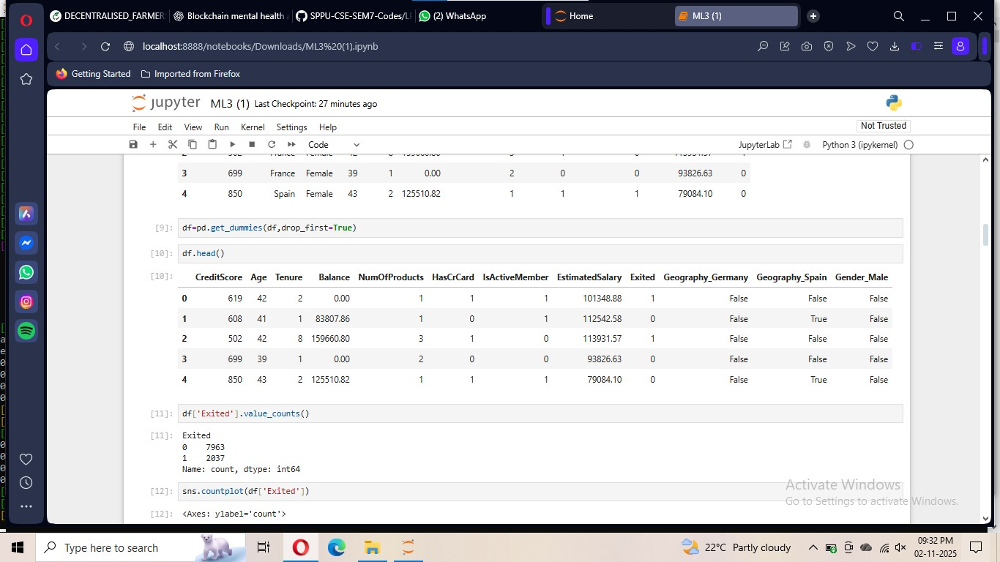 DECENTRALISED_FARMER
Blockchain mental health
SPPU-CSE-SEM7-Codes/L
(2) WhatsApp
Home
ML3 (1)
localhost:8888/notebooks/Downloads/ML3%20(1).ipynb
Getting Started
Imported from Firefox
jupyter
ML3 (1)
Last Checkpoint: 27 minutes ago
File Edit View Run Kernel Settings Help
Not Trusted
Code
JupyterLab
Python 3 (ipykernel)
3 699 France Female 39 1 0.00 2 0 0 93826.63 0
4 850 Spain Female 43 2 125510.82 1 1 1 79084.10 0
[9]: df=pd.get_dummies(df,drop_first=True)
[10]: df.head()
[10]: CreditScore Age Tenure Balance NumOfProducts HasCrCard IsActiveMember EstimatedSalary Exited Geography_Germany Geography_Spain Gender_Male
0 619 42 2 0.00 1 1 1 101348.88 1 False False False
1 608 41 1 83807.86 1 0 1 112542.58 0 False True False
2 502 42 8 159660.80 3 1 0 113931.57 1 False False False
3 699 39 1 0.00 2 0 0 93826.63 0 False False False
4 850 43 2 125510.82 1 1 1 79084.10 0 False True False
[11]: df['Exited'].value_counts()
[11]: Exited
0 7963
1 2037
Name: count, dtype: int64
[12]: sns.countplot(df['Exited'])
[12]: <Axes: ylabel='count'>
Activate Windows
Go to Settings to activate Windows.
Type here to search
22°C Partly cloudy
09:32 PM
02-11-2025